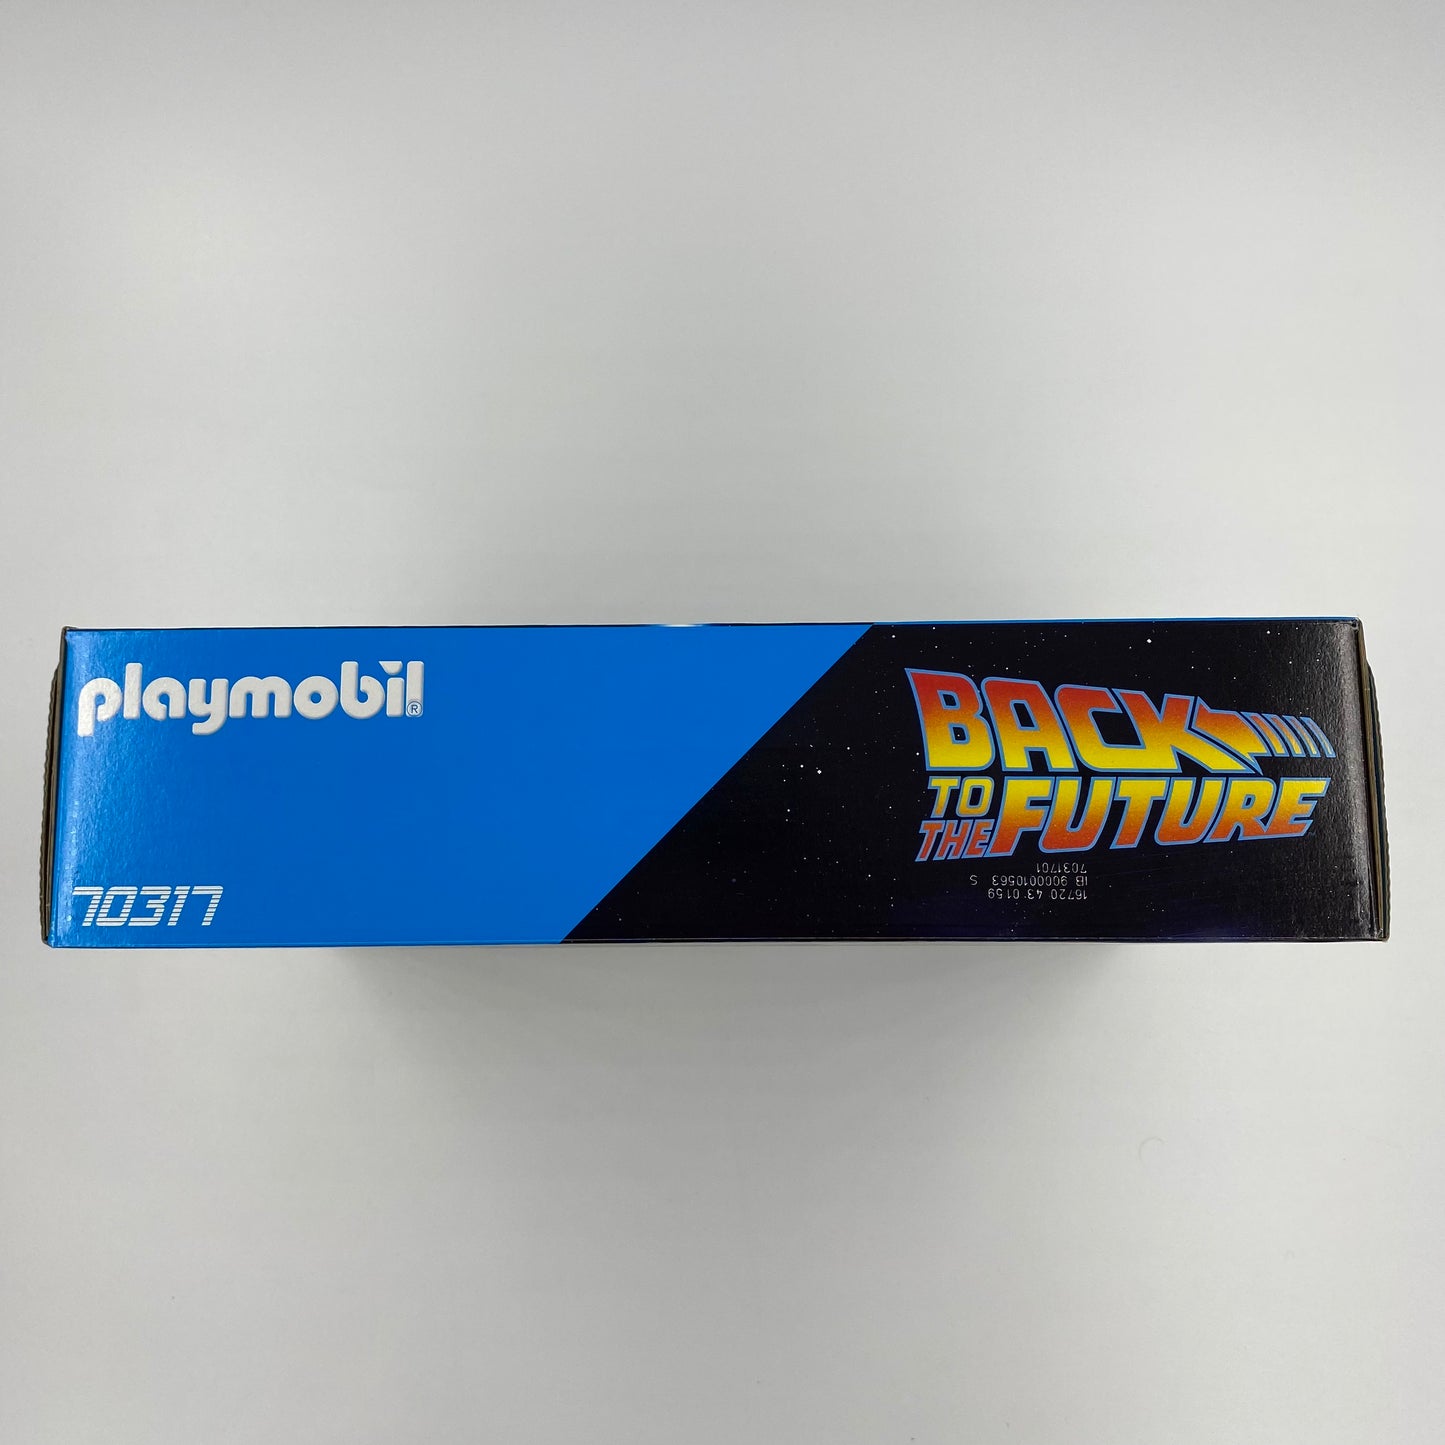 playmobil®
70317
BACK
TO
THE FUTURE
16720 43 0159
IB 9000010563 S
7031701